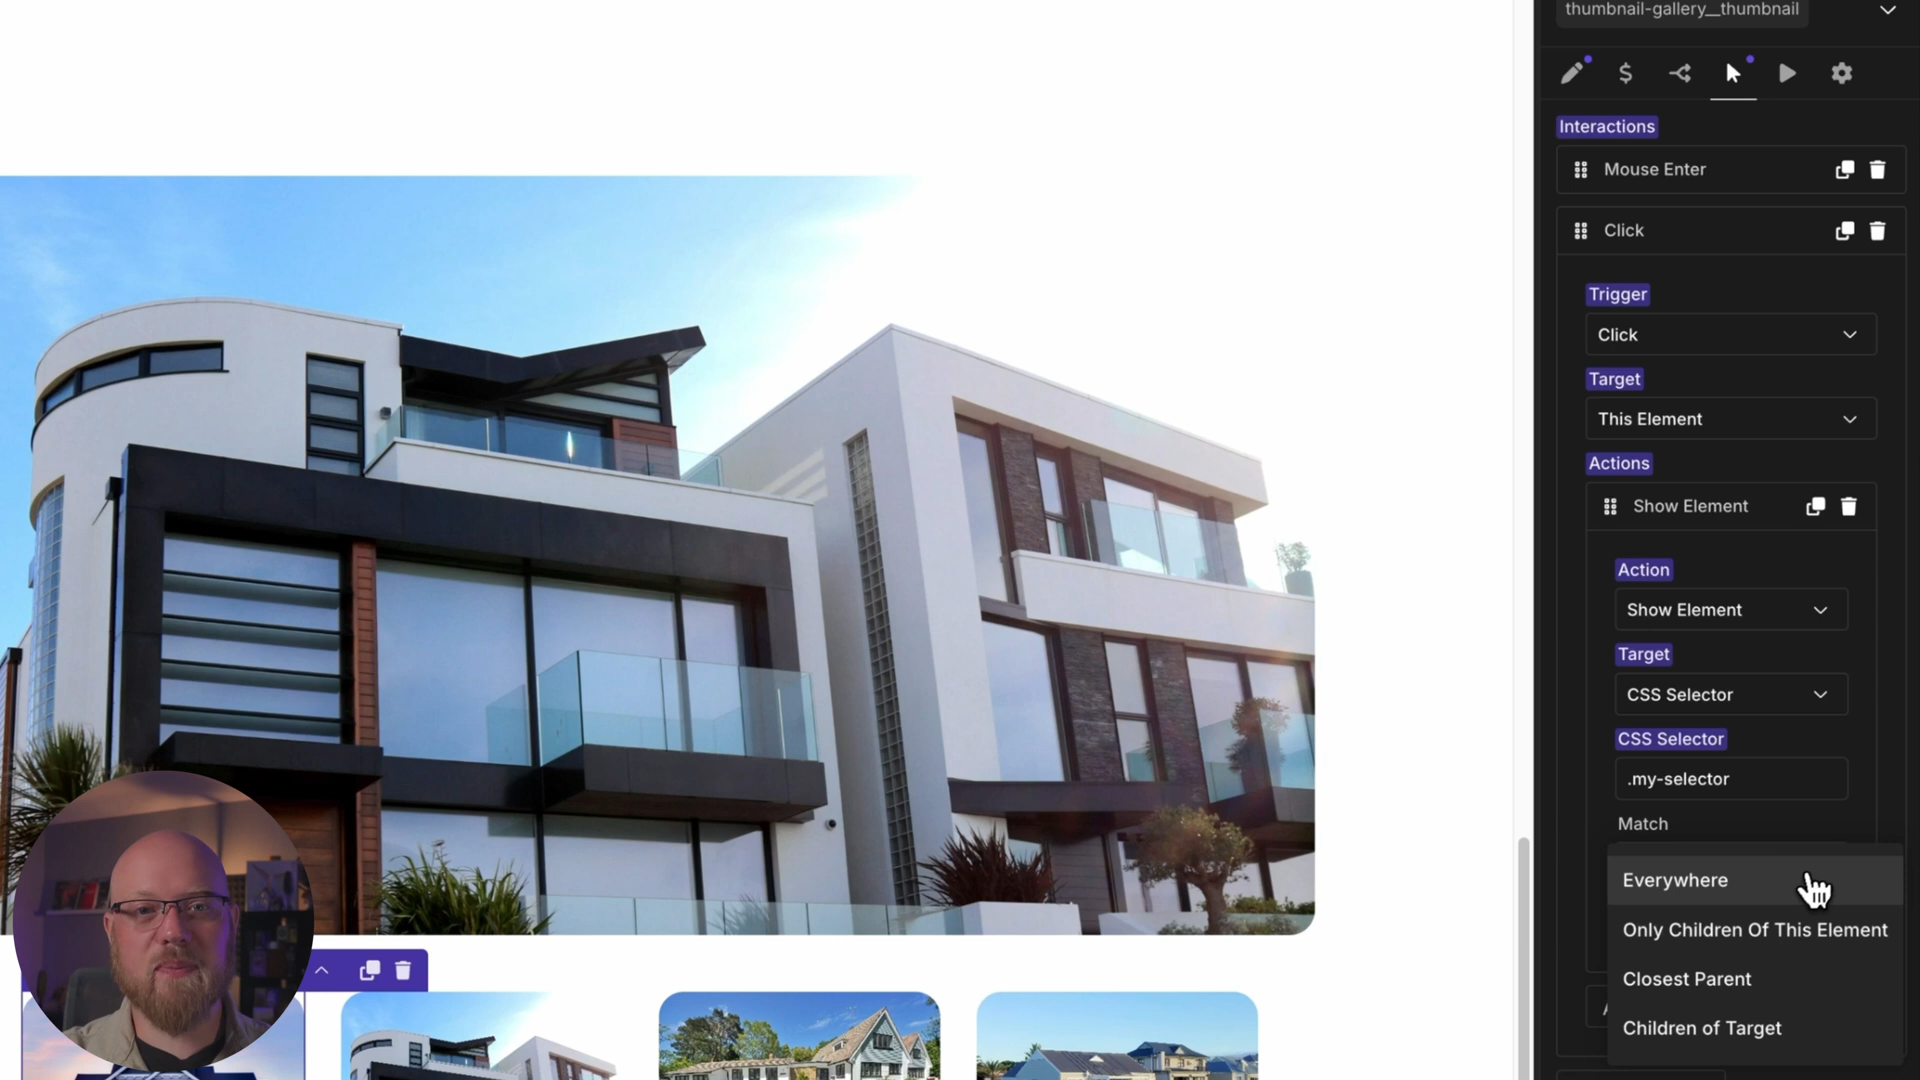 thumbnail-gallery__thumbnail
Interactions
Mouse Enter
Click
Trigger
Click
Target
This Element
Actions
Show Element
Action
Show Element
Target
CSS Selector
CSS Selector
.my-selector
Match
Everywhere
Only Children Of This Element
Closest Parent
Children of Target